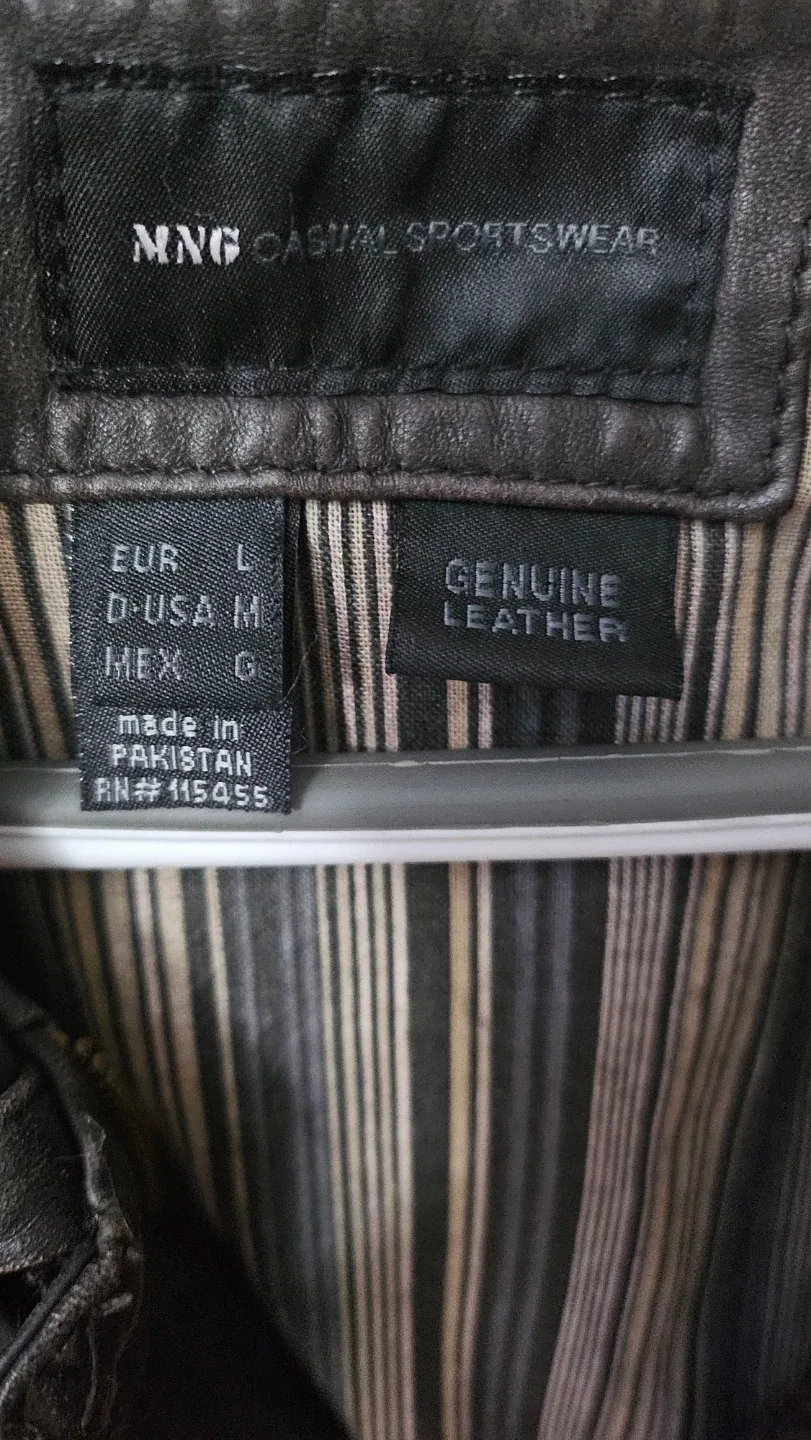 MNG CASUAL SPORTSWEAR
EUR L
D·USA M
MEX G
made in
PAKISTAN
RN# 115455
GENUINE
LEATHER